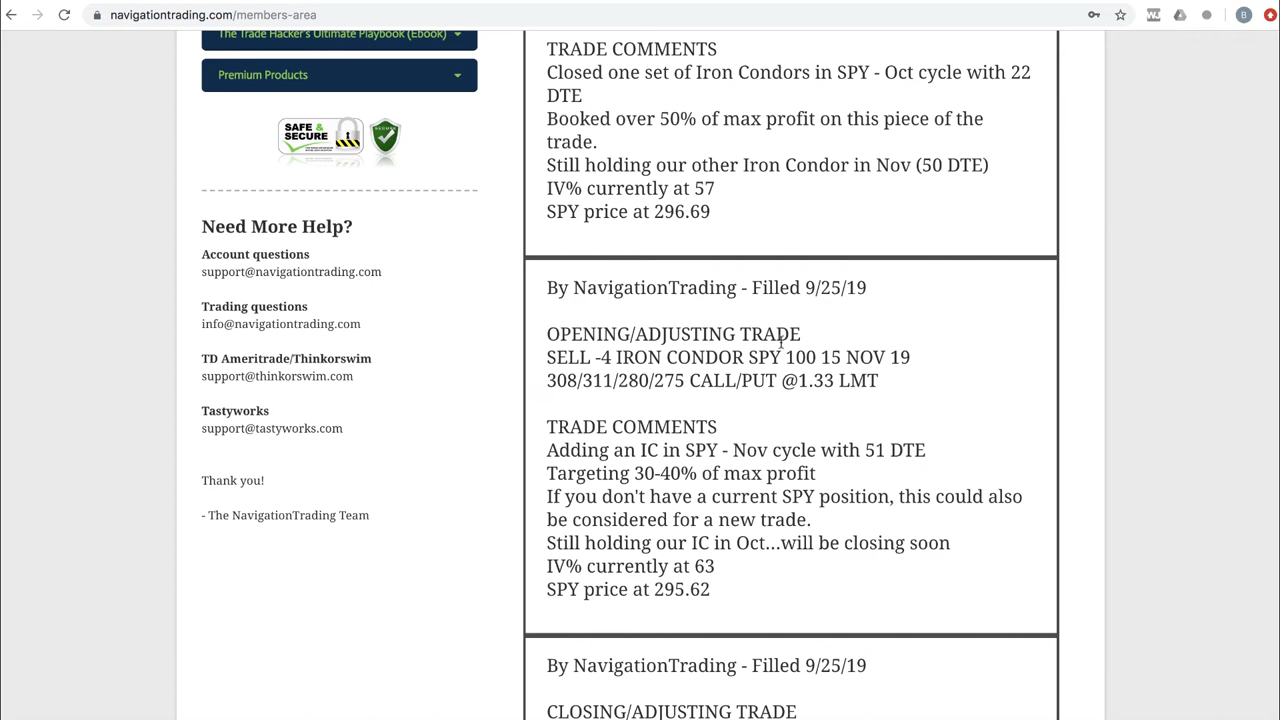 navigationtrading.com/members-area
B
The Trade Hacker's Ultimate Playbook (Ebook)
Premium Products
SAFE &
SECURE
SECURE
Need More Help?
Account questions
support@navigationtrading.com
Trading questions
info@navigationtrading.com
TD Ameritrade/Thinkorswim
support@thinkorswim.com
Tastyworks
support@tastyworks.com
Thank you!
- The NavigationTrading Team
TRADE COMMENTS
Closed one set of Iron Condors in SPY - Oct cycle with 22
DTE
Booked over 50% of max profit on this piece of the
trade.
Still holding our other Iron Condor in Nov (50 DTE)
IV% currently at 57
SPY price at 296.69
By NavigationTrading - Filled 9/25/19
OPENING/ADJUSTING TRADE
SELL -4 IRON CONDOR SPY 100 15 NOV 19
308/311/280/275 CALL/PUT @1.33 LMT
TRADE COMMENTS
Adding an IC in SPY - Nov cycle with 51 DTE
Targeting 30-40% of max profit
If you don't have a current SPY position, this could also
be considered for a new trade.
Still holding our IC in Oct...will be closing soon
IV% currently at 63
SPY price at 295.62
By NavigationTrading - Filled 9/25/19
CLOSING/ADJUSTING TRADE